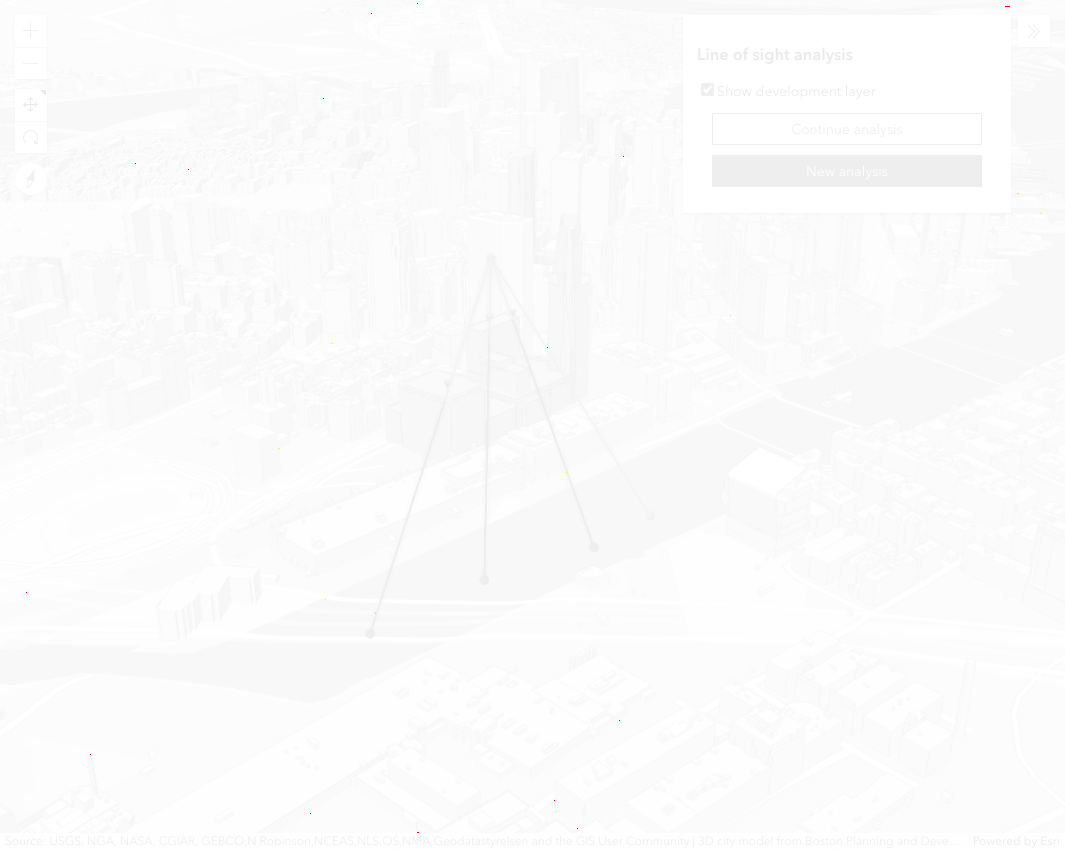 Line of sight analysis
Show development layer
Continue analysis
New analysis
Source: USGS, NGA, NASA, CGIAR, GEBCO,N Robinson,NCEAS,NLS,OS,NMA,Geodatastyrelsen and the GIS User Community | 3D city model from Boston Planning and Deve...
Powered by Esri